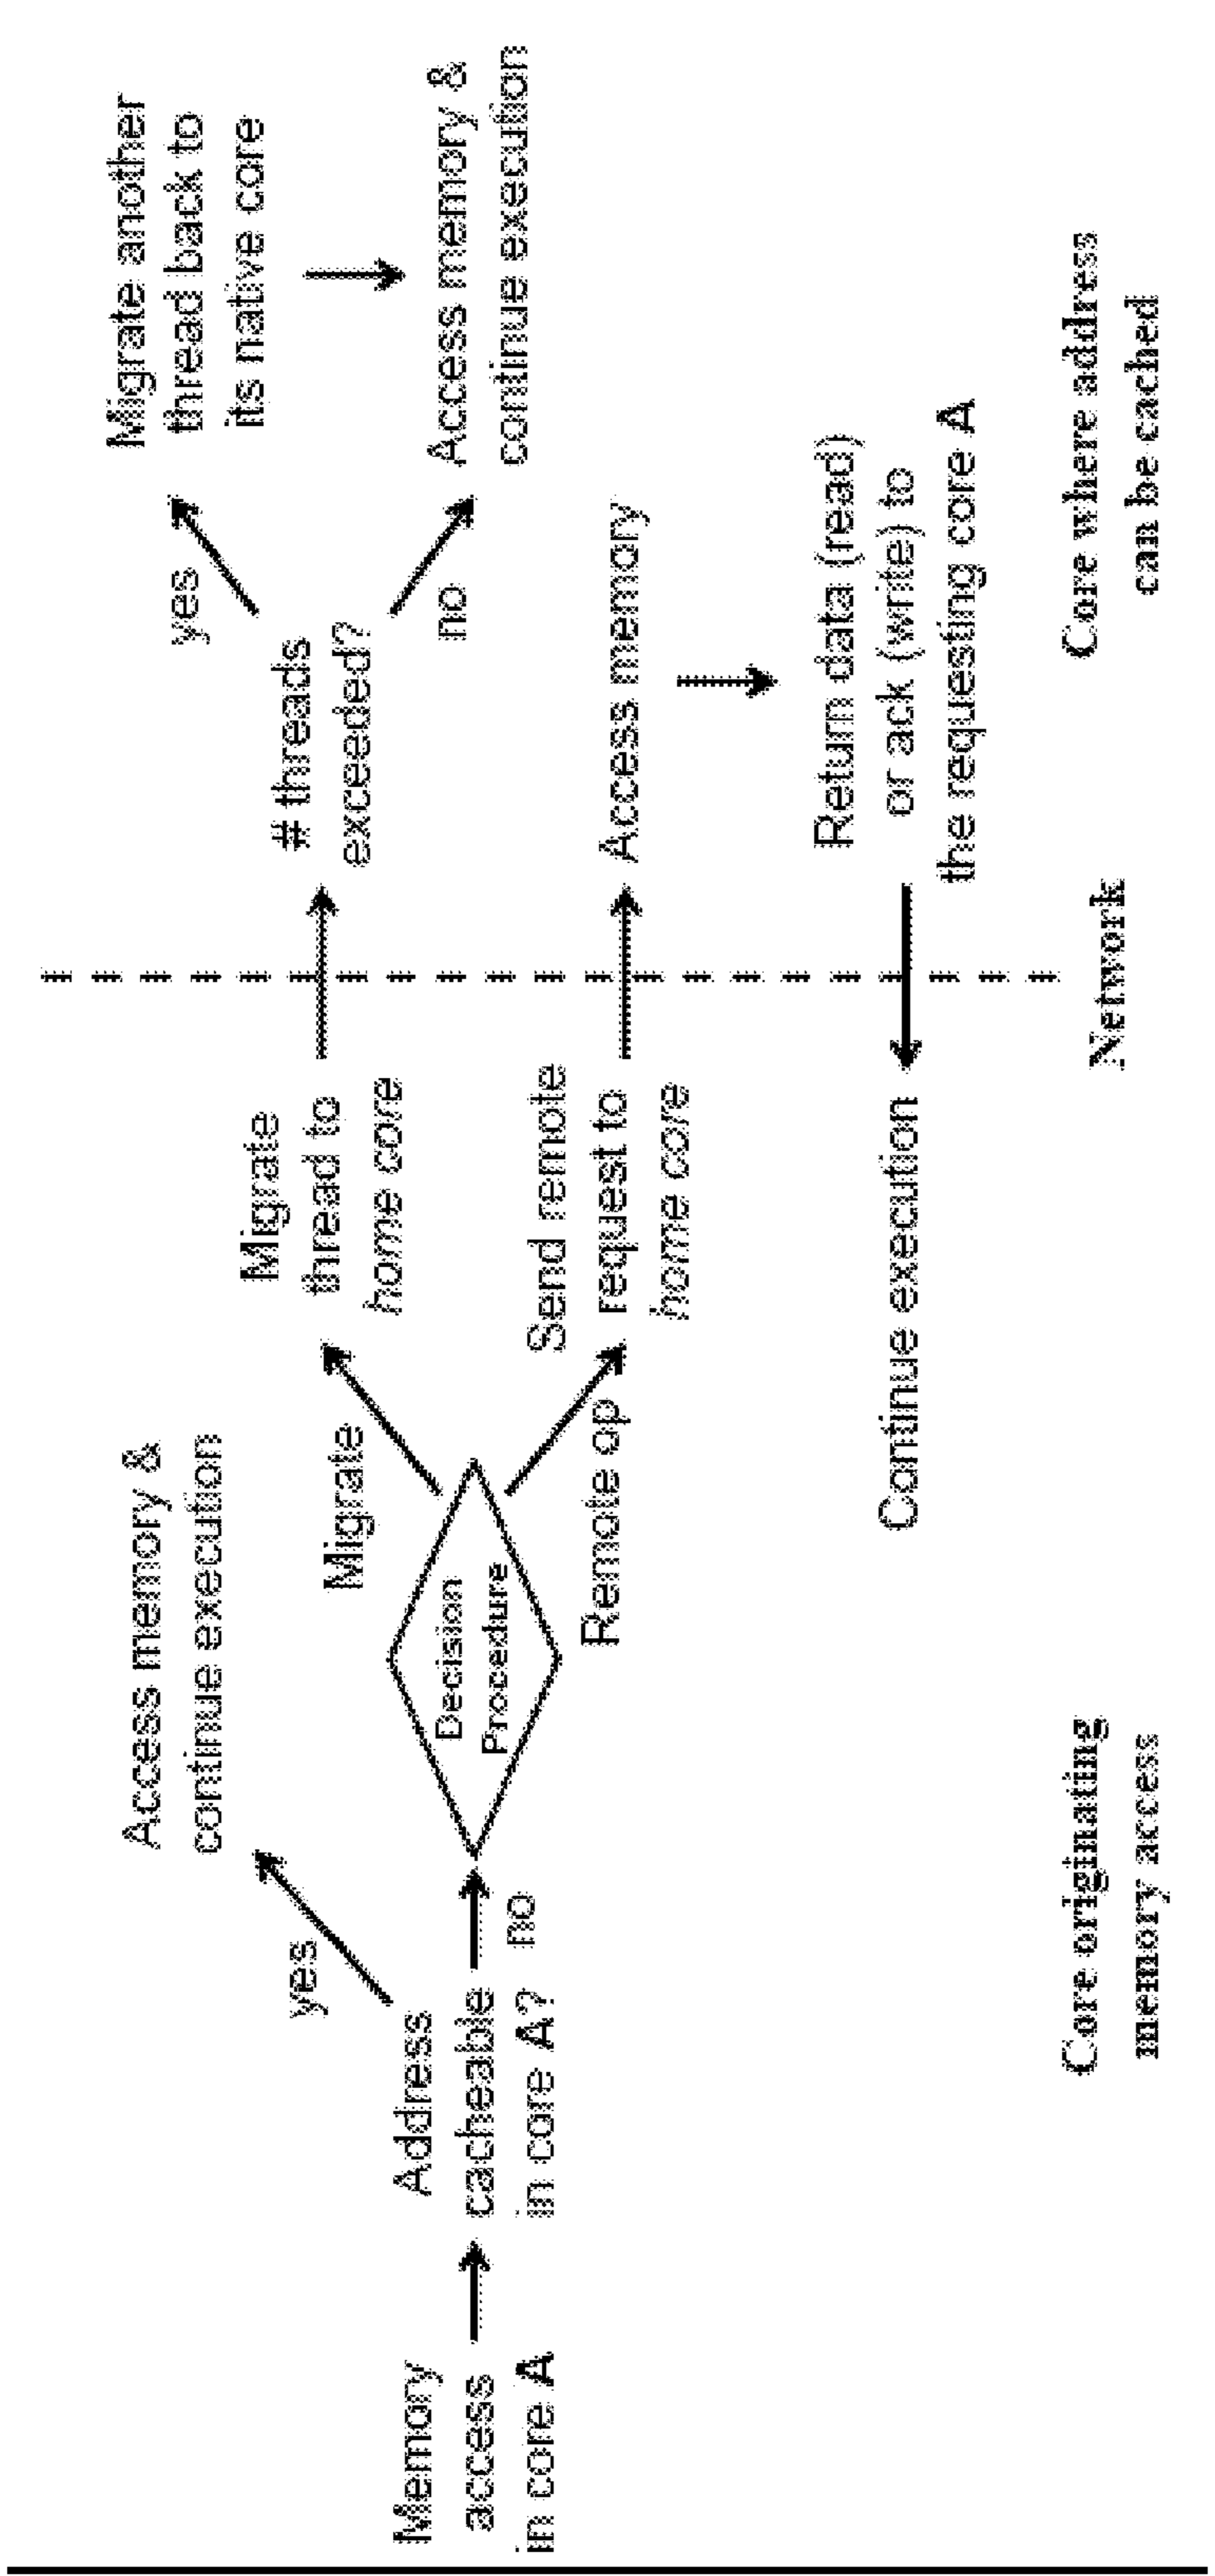 Memory
access
in core A
Address
cacheable
in core A?
yes
Access memory &
continue execution
no
Decision
Procedure
Migrate
Migrate
thread to
home core
# threads
exceeded?
yes
Migrate another
thread back to
its native core
no
Access memory &
continue execution
Remote op
Send remote
request to
home core
Access memory
Return data (read)
or ack (write) to
the requesting core A
Continue execution
Core originating
memory access
Network
Core where address
can be cached